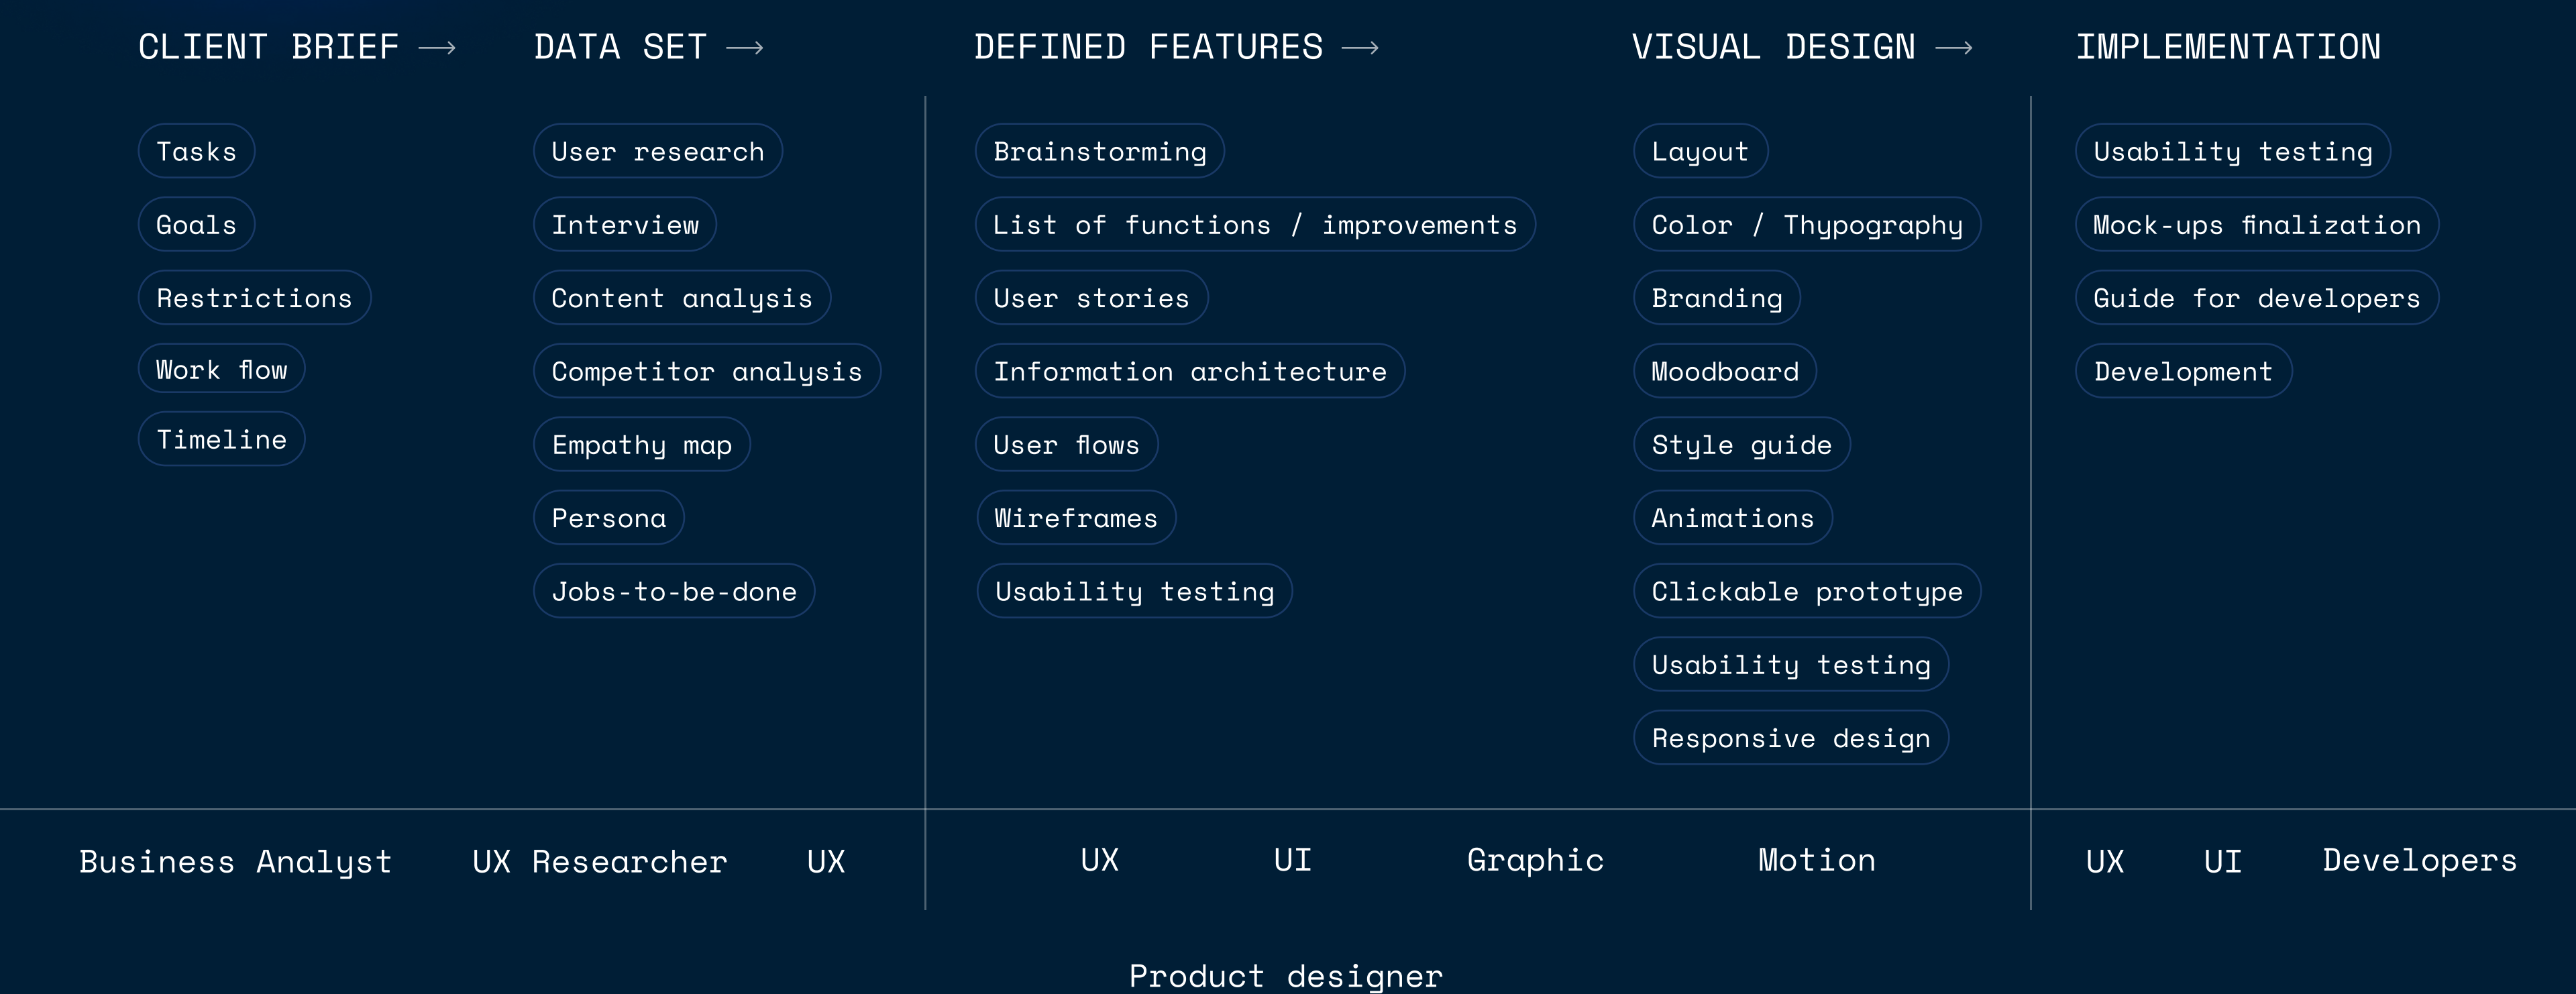 CLIENT BRIEF →
Tasks
Goals
Restrictions
Work flow
Timeline
DATA SET →
User research
Interview
Content analysis
Competitor analysis
Empathy map
Persona
Jobs-to-be-done
DEFINED FEATURES →
Brainstorming
List of functions / improvements
User stories
Information architecture
User flows
Wireframes
Usability testing
VISUAL DESIGN →
Layout
Color / Thypography
Branding
Moodboard
Style guide
Animations
Clickable prototype
Usability testing
Responsive design
IMPLEMENTATION
Usability testing
Mock-ups finalization
Guide for developers
Development
Business Analyst
UX Researcher
UX
UX
UI
Graphic
Motion
UX
UI
Developers
Product designer